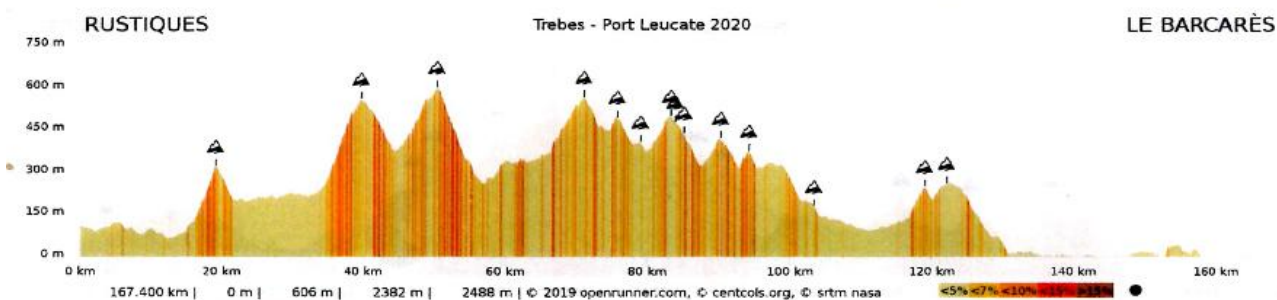 RUSTIQUES Trebes - Port Leucate 2020 LE BARCARÈS
750 m
600 m
450 m
300 m
150 m
0 m
0 km 20 km 40 km 60 km 80 km 100 km 120 km 140 km 160 km
167.400 km | 0 m | 606 m | 2382 m | 2488 m | © 2019 openrunner.com, © centcols.org, © srtm nasa <5% <7% <10% <15% >15%